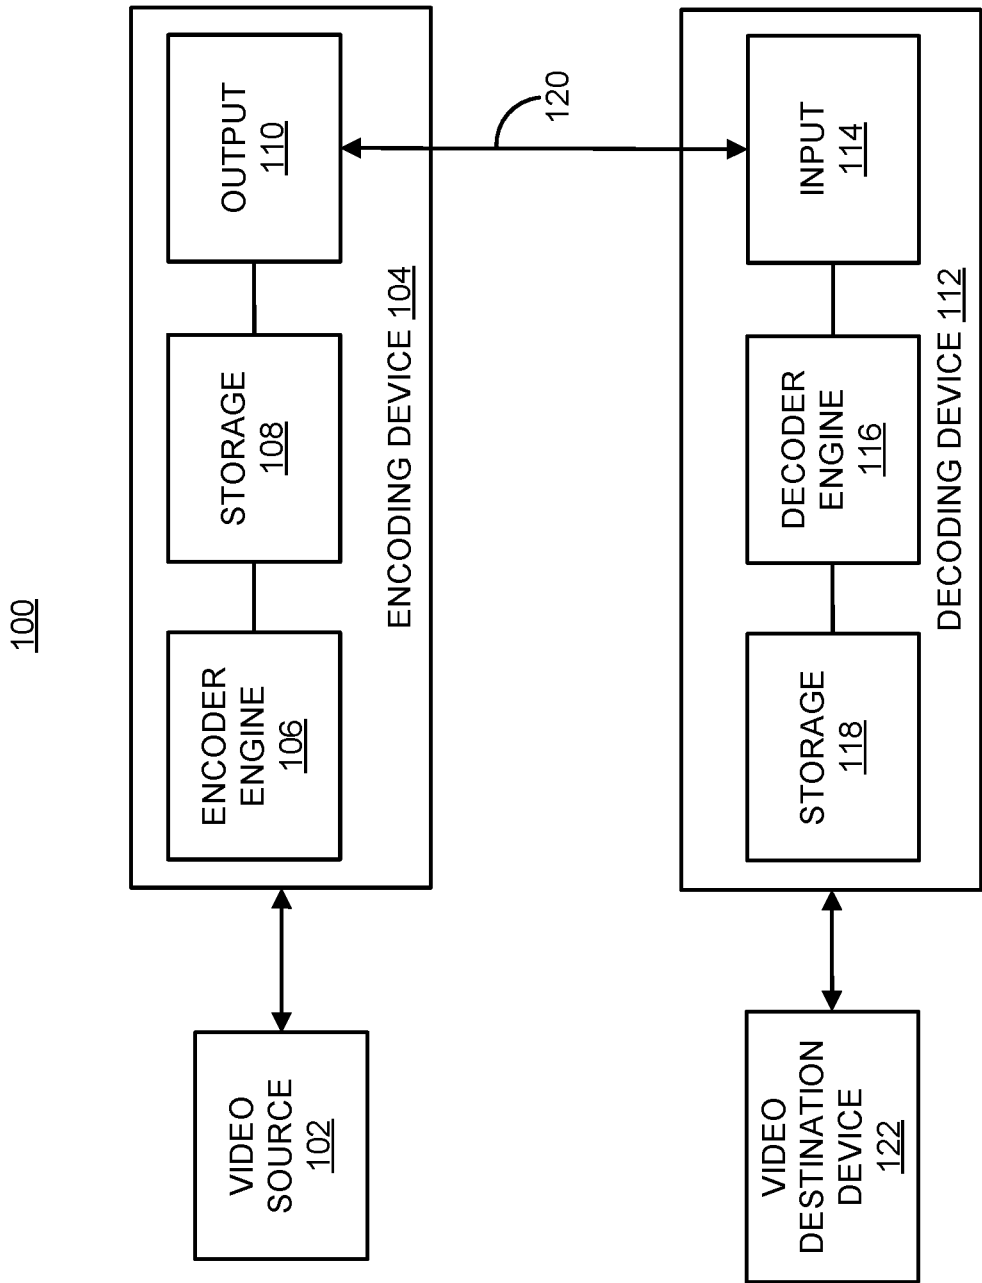 100
VIDEO
SOURCE
102
ENCODER
ENGINE
106
STORAGE
108
OUTPUT
110
ENCODING DEVICE 104
120
VIDEO
DESTINATION
DEVICE
122
STORAGE
118
DECODER
ENGINE
116
INPUT
114
DECODING DEVICE 112